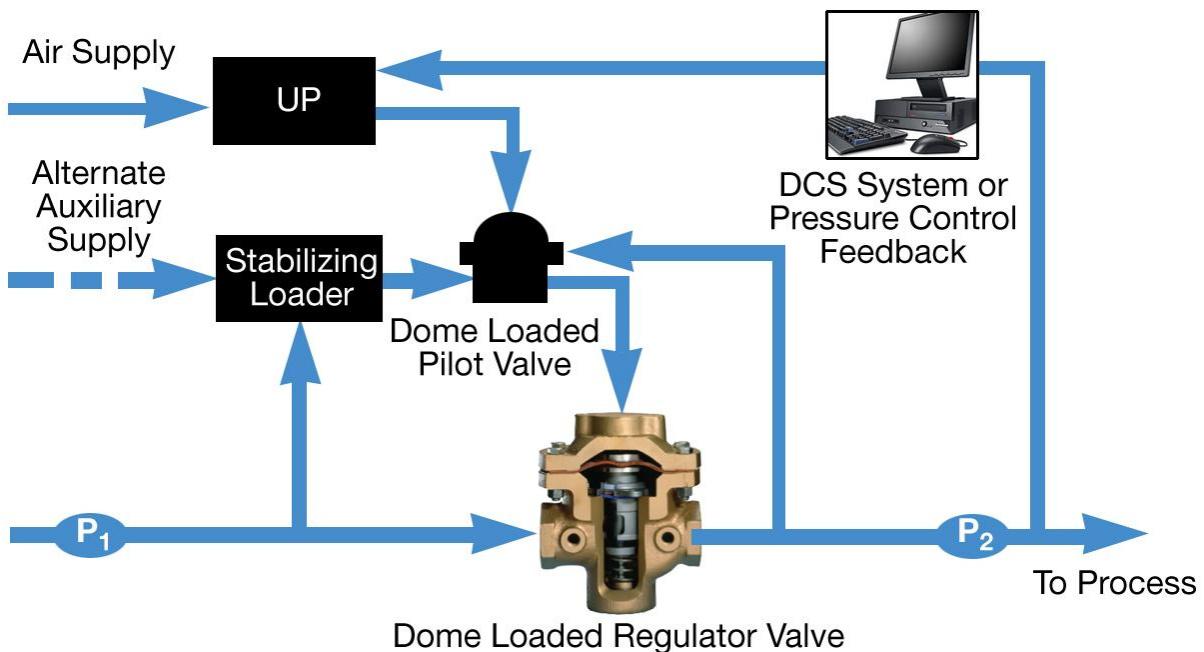 Air Supply
UP
Alternate
Auxiliary
Supply
DCS System or
Pressure Control
Feedback
Stabilizing
Loader
Dome Loaded
Pilot Valve
P₁
P₂
To Process
Dome Loaded Regulator Valve